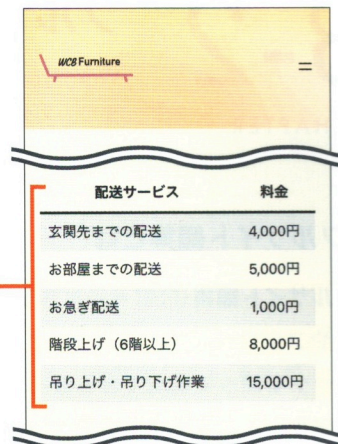 WCB Furniture
配送サービス 料金
玄関先までの配送 4,000円
お部屋までの配送 5,000円
お急ぎ配送 1,000円
階段上げ（6階以上） 8,000円
吊り上げ・吊り下げ作業 15,000円